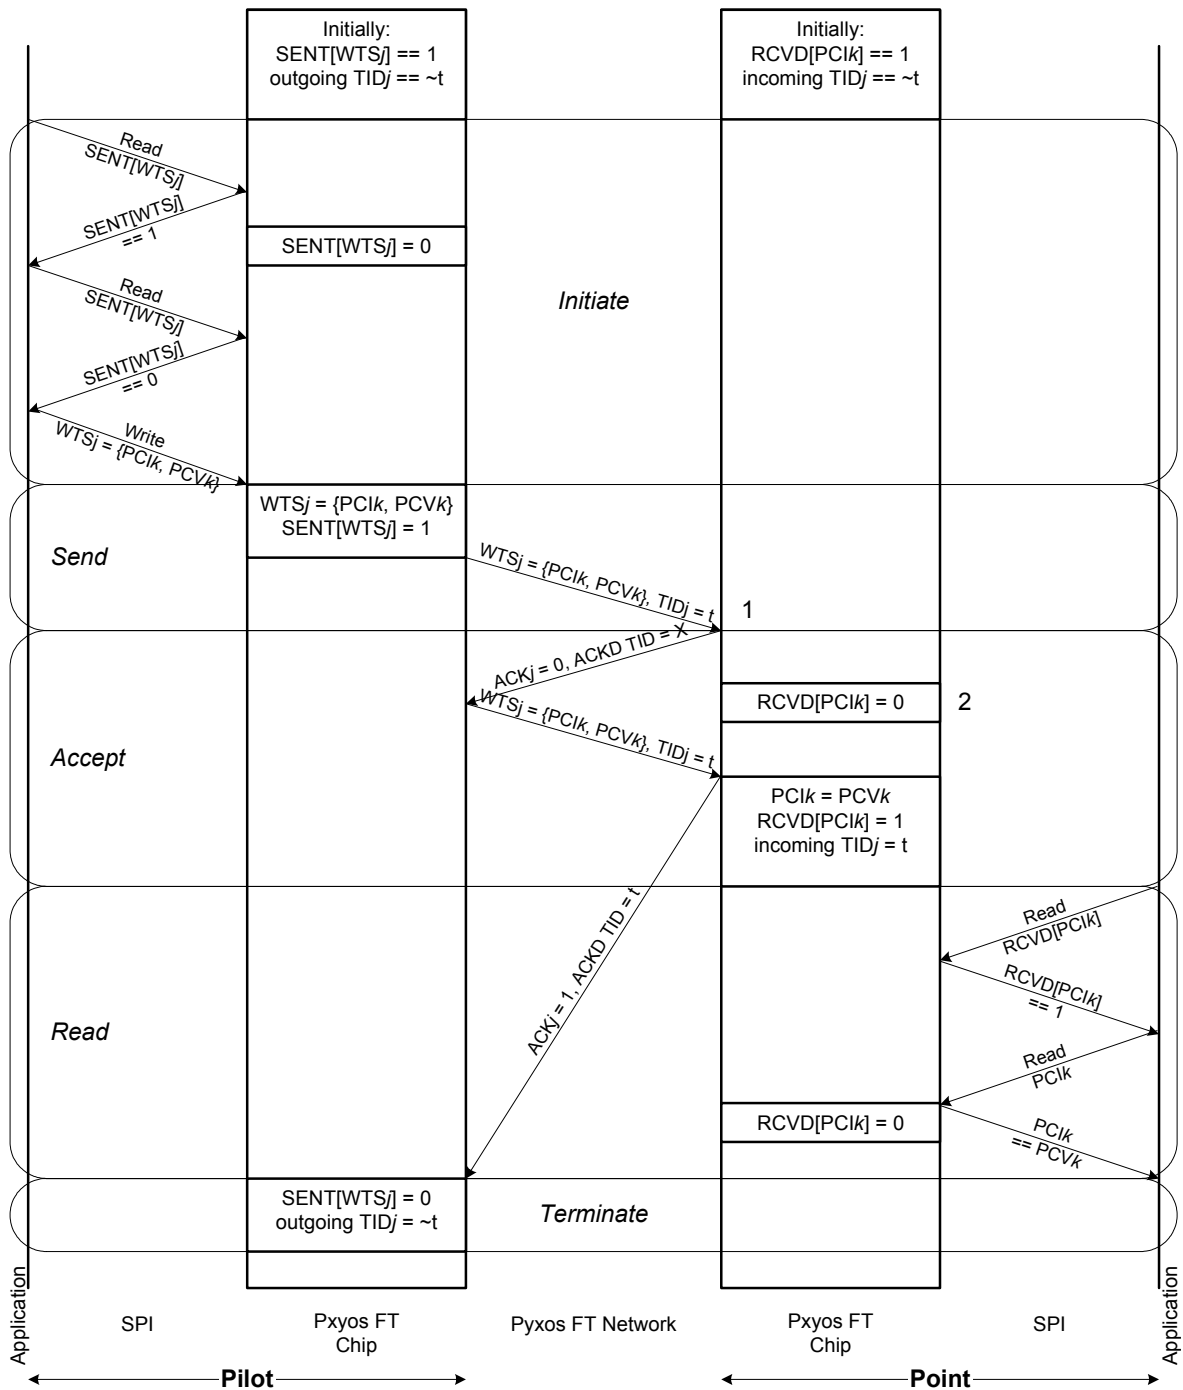 Initially:
SENT[WTSj] == 1
outgoing TIDj == ~t
Initially:
RCVD[PCIk] == 1
incoming TIDj == ~t
Read
SENT[WTSj]
SENT[WTSj]
== 1
SENT[WTSj] = 0
Read
SENT[WTSj]
Initiate
SENT[WTSj]
== 0
Write
WTSj = {PCIk, PCVk}
WTSj = {PCIk, PCVk}
SENT[WTSj] = 1
Send
WTSj = {PCIk, PCVk}, TIDj = t
1
ACKj = 0, ACKD TID = X
RCVD[PCIk] = 0
2
WTSj = {PCIk, PCVk}, TIDj = t
Accept
PCIk = PCVk
RCVD[PCIk] = 1
incoming TIDj = t
Read
RCVD[PCIk]
ACKj = 1, ACKD TID = t
RCVD[PCIk]
== 1
Read
Read
PCIk
RCVD[PCIk] = 0
PCIk
== PCVk
SENT[WTSj] = 0
outgoing TIDj = ~t
Terminate
Application
SPI
Pxyos FT
Chip
Pyxos FT Network
Pxyos FT
Chip
SPI
Application
Pilot
Point